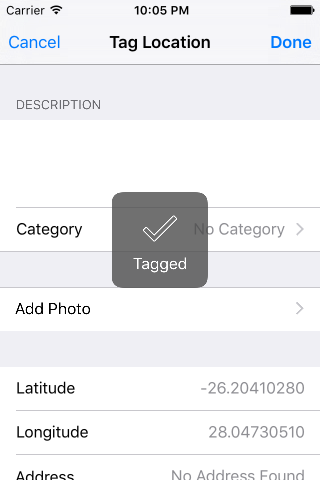 Carrier 10:05 PM
Cancel Tag Location Done
DESCRIPTION
Category No Category
Tagged
Add Photo
Latitude -26.20410280
Longitude 28.04730510
Address No Address Found